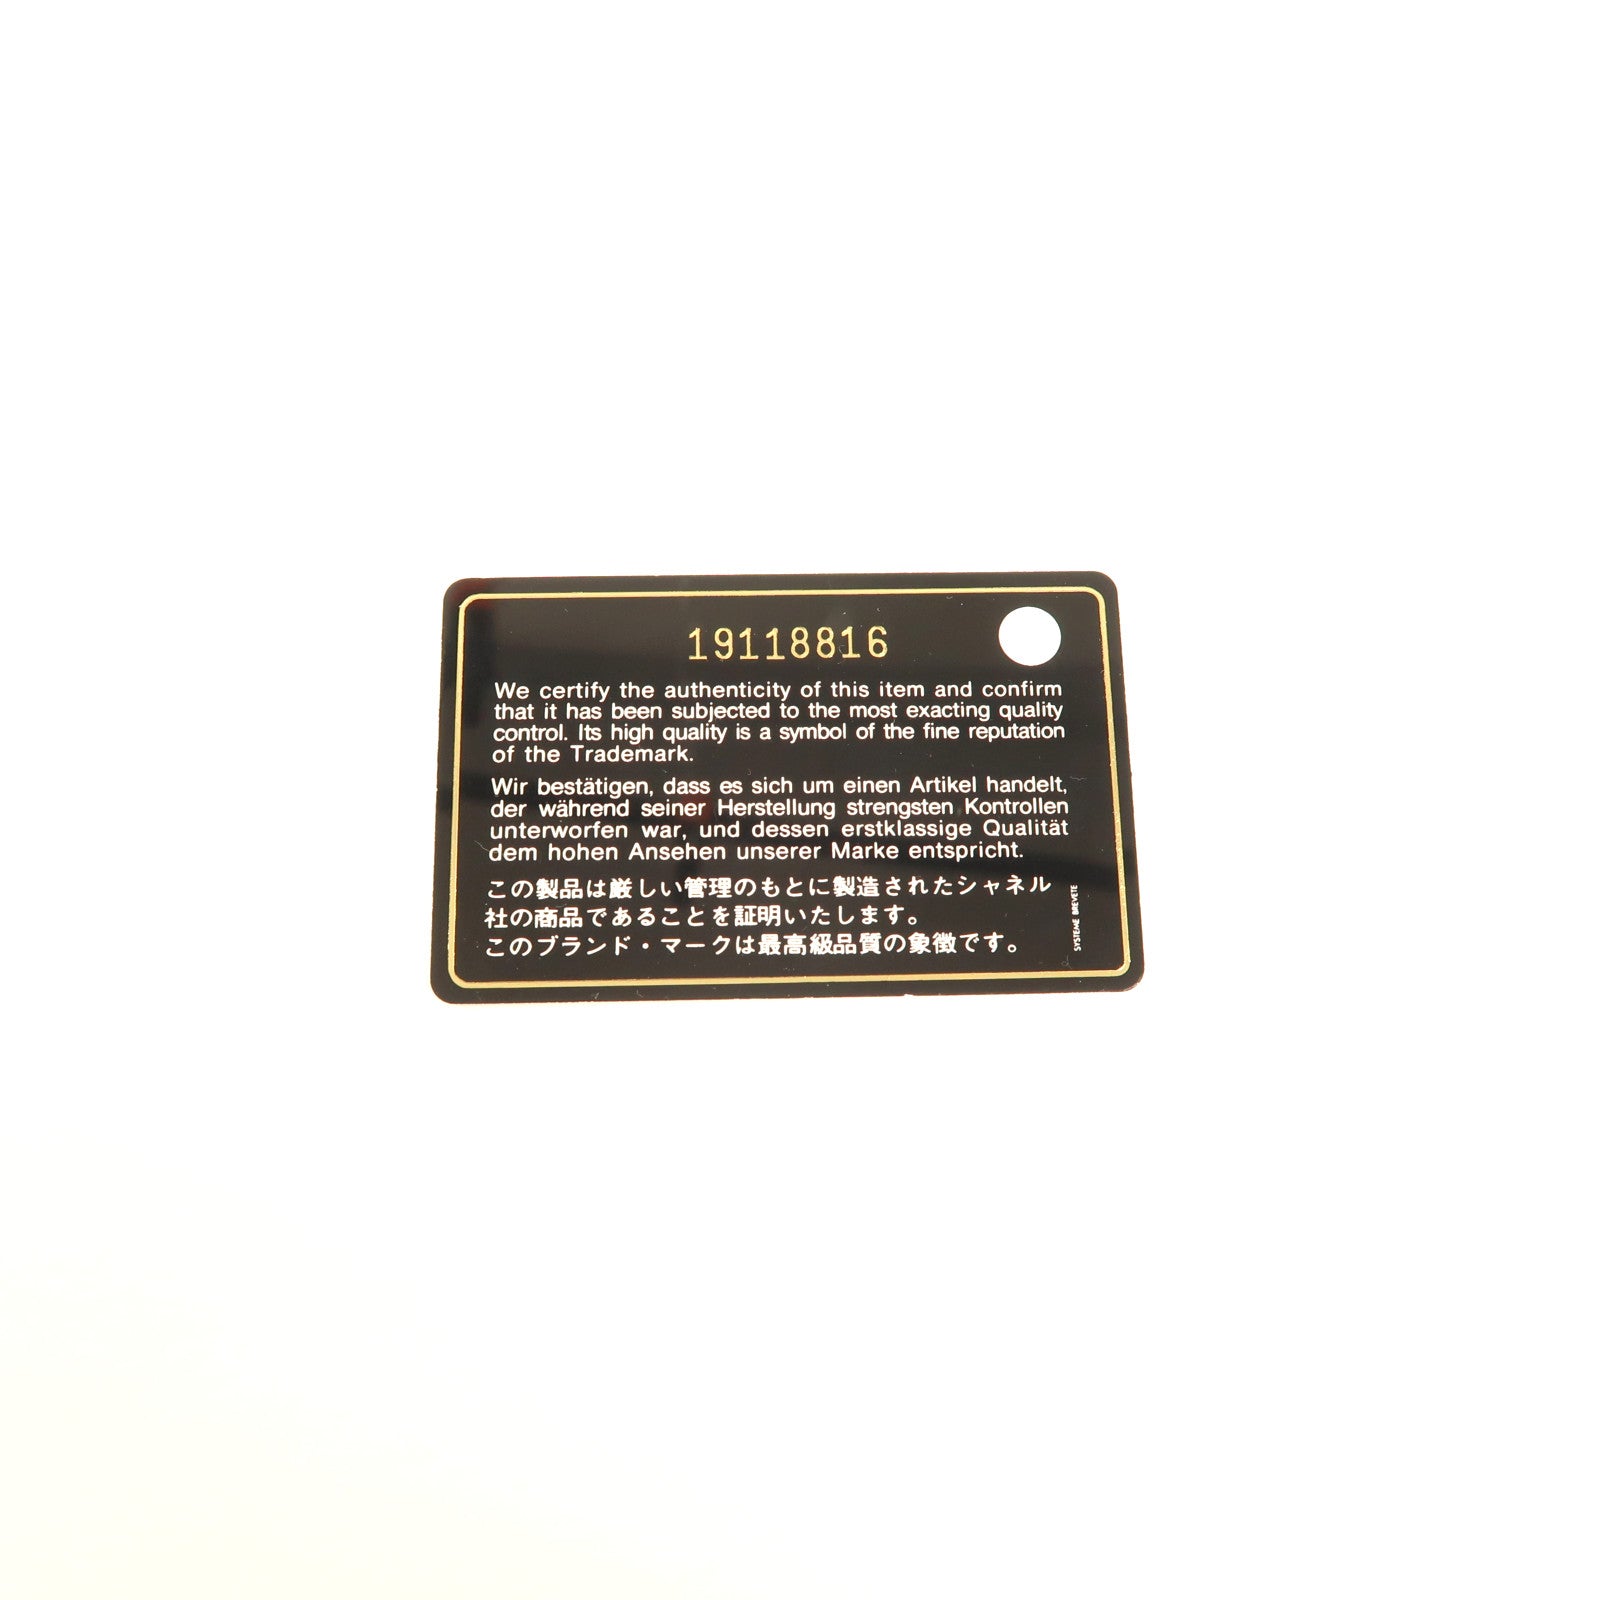 19118816
We certify the authenticity of this item and confirm
that it has been subjected to the most exacting quality
control. Its high quality is a symbol of the fine reputation
of the Trademark.
Wir bestätigen, dass es sich um einen Artikel handelt,
der während seiner Herstellung strengsten Kontrollen
unterworfen war, und dessen erstklassige Qualität
dem hohen Ansehen unserer Marke entspricht.
この製品は厳しい管理のもとに製造されたシャネル
社の商品であることを証明いたします。
このブランド・マークは最高級品質の象徴です。
SYSTEME BREVETE